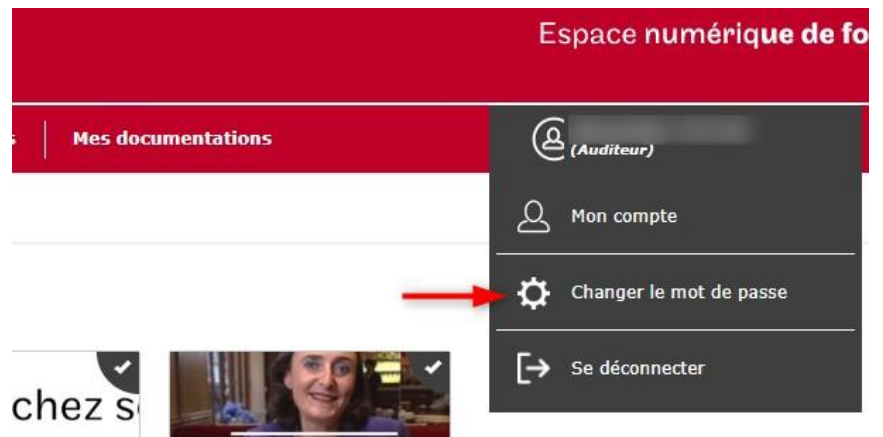 Espace numérique de fo
s
Mes documentations
(Auditeur)
Mon compte
Changer le mot de passe
Se déconnecter
chez s